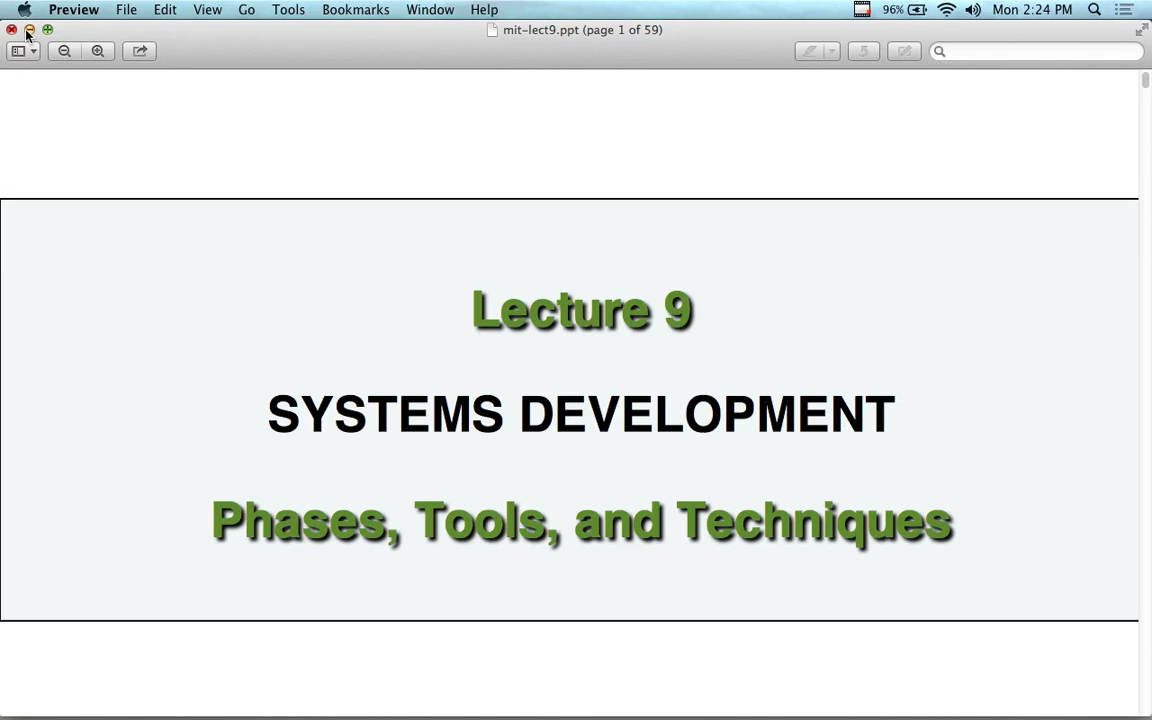 Preview File Edit View Go Tools Bookmarks Window Help 96% Mon 2:24 PM
mit-lect9.ppt (page 1 of 59)
Lecture 9
SYSTEMS DEVELOPMENT
Phases, Tools, and Techniques